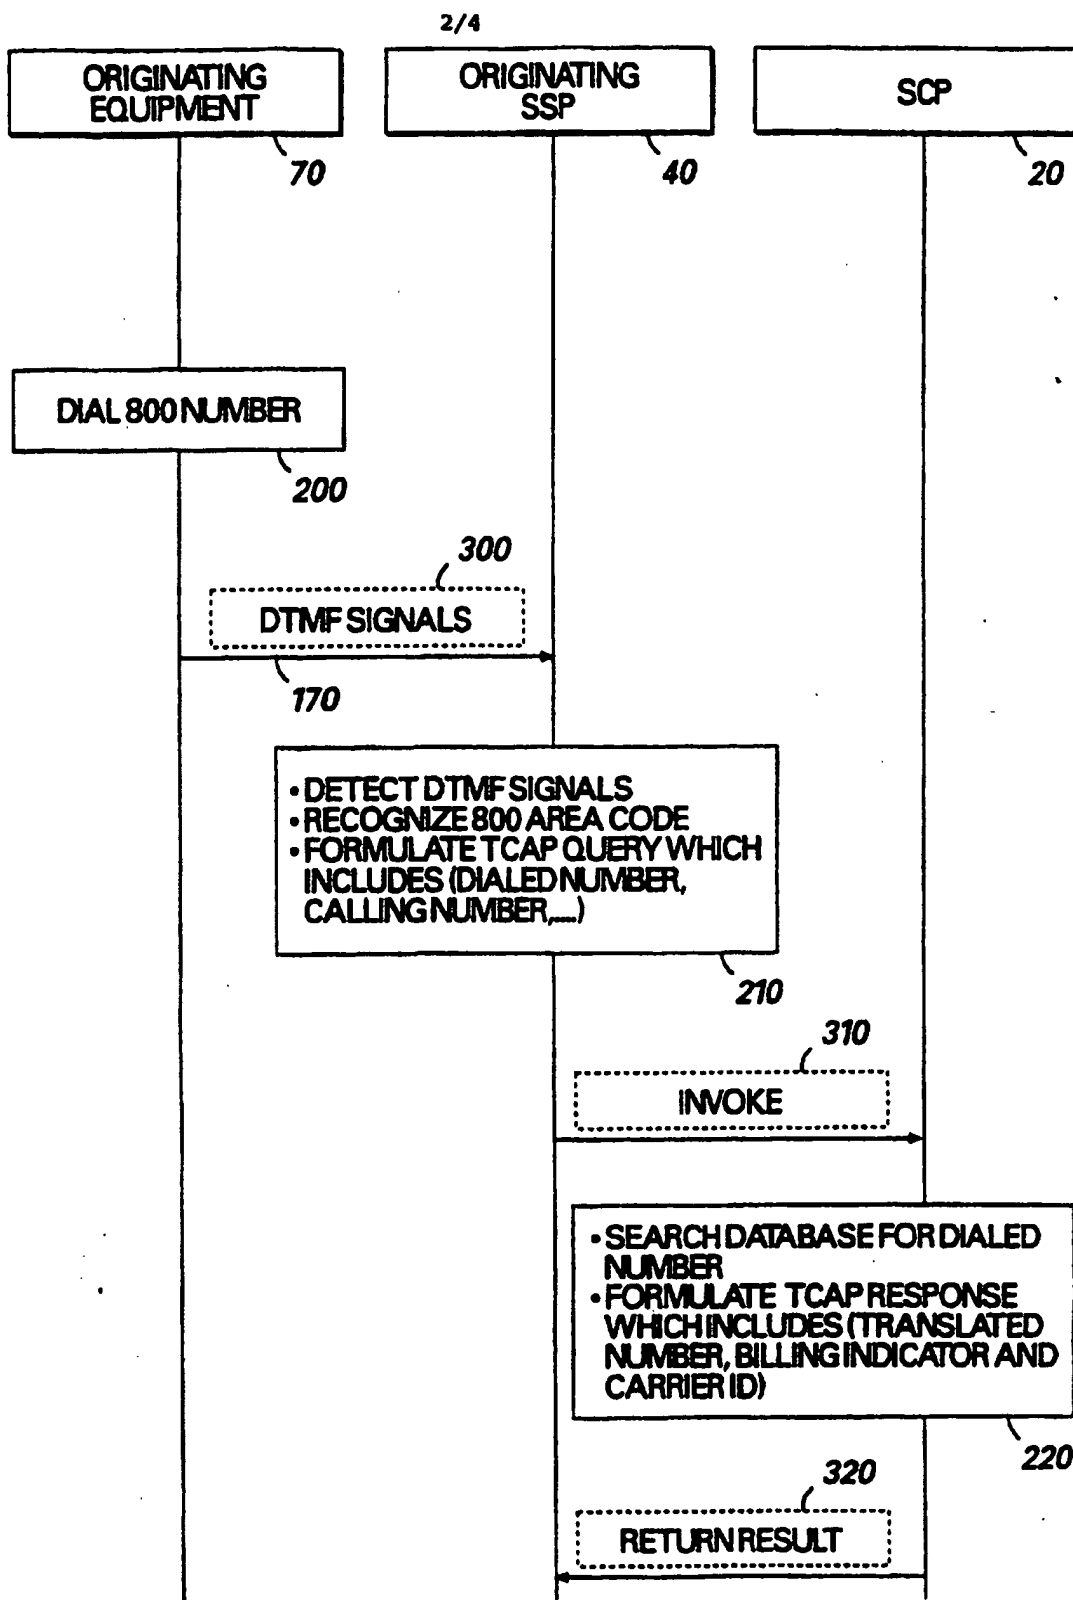 2/4
ORIGINATING
EQUIPMENT
70
ORIGINATING
SSP
40
SCP
20
DIAL 800 NUMBER
200
300
DTMF SIGNALS
170
• DETECT DTMF SIGNALS
• RECOGNIZE 800 AREA CODE
• FORMULATE TCAP QUERY WHICH
INCLUDES (DIALED NUMBER,
CALLING NUMBER,....)
210
310
INVOKE
• SEARCH DATABASE FOR DIALED
NUMBER
• FORMULATE TCAP RESPONSE
WHICH INCLUDES (TRANSLATED
NUMBER, BILLING INDICATOR AND
CARRIER ID)
220
320
RETURN RESULT